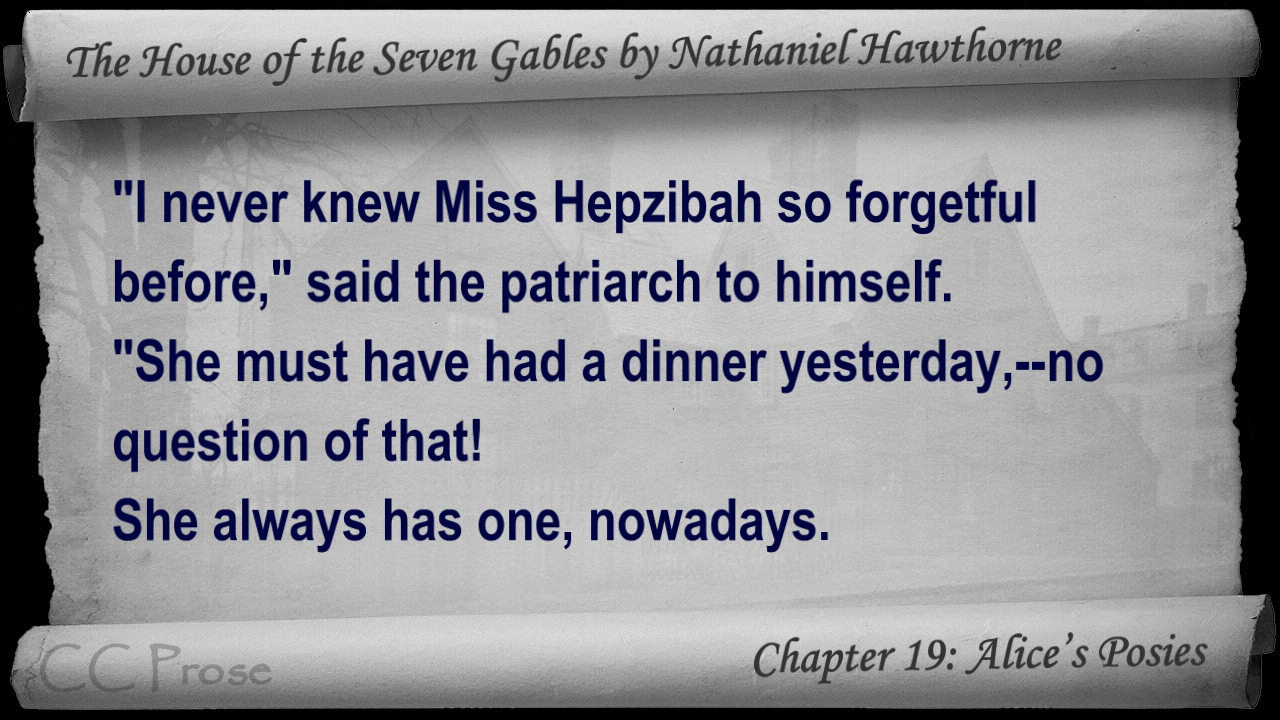 The House of the Seven Gables by Nathaniel Hawthorne
"I never knew Miss Hepzibah so forgetful
before," said the patriarch to himself.
"She must have had a dinner yesterday,--no
question of that!
She always has one, nowadays.
CC Prose
Chapter 19: Alice's Posies